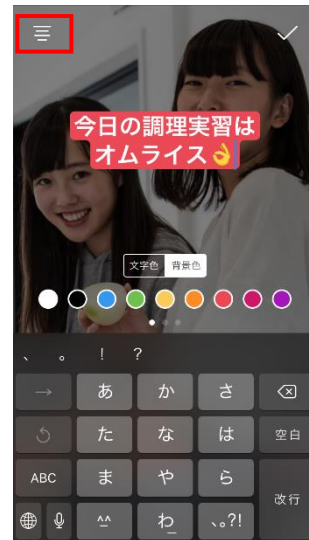 今日の調理実習は
オムライス👌
文字色 背景色
、 。 ! ?
→ あ か さ
た な は 空白
ABC ま や ら
改行
^^ わ_ 、。?!